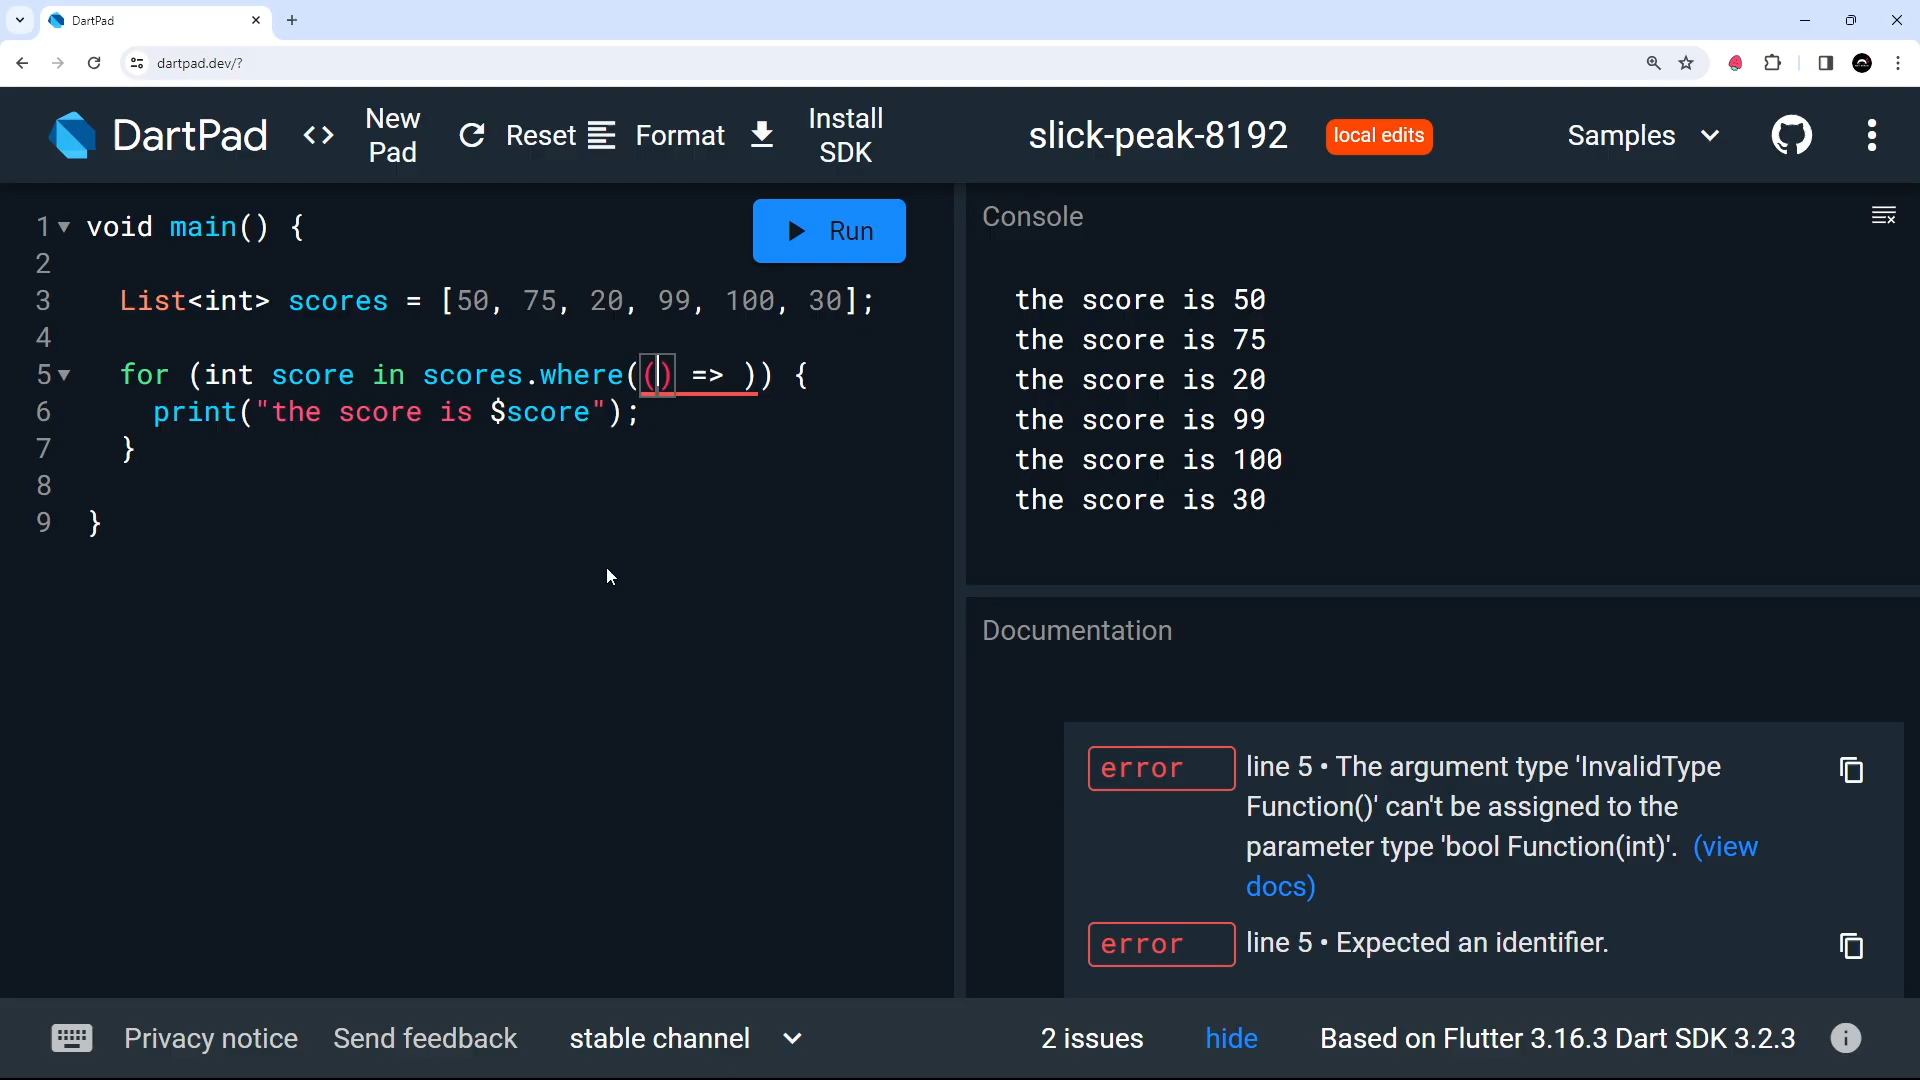 DartPad
dartpad.dev/?
DartPad
<>
New
Pad
Reset
Format
Install
SDK
slick-peak-8192
local edits
Samples
1 void main() {
2
3 List<int> scores = [50, 75, 20, 99, 100, 30];
4
5 for (int score in scores.where(() => )) {
6 print("the score is $score");
7 }
8
9 }
Run
Console
the score is 50
the score is 75
the score is 20
the score is 99
the score is 100
the score is 30
Documentation
error line 5 • The argument type 'InvalidType
Function()' can't be assigned to the
parameter type 'bool Function(int)'. (view
docs)
error line 5 • Expected an identifier.
Privacy notice
Send feedback
stable channel
2 issues
hide
Based on Flutter 3.16.3 Dart SDK 3.2.3